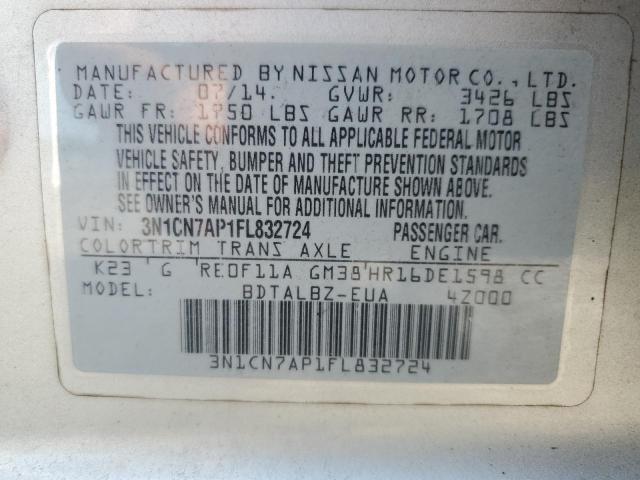 MANUFACTURED BY NISSAN MOTOR CO., LTD.
DATE: 07/14. GVWR: 3426 LBS
GAWR FR: 1750 LBS GAWR RR: 1708 LBS
THIS VEHICLE CONFORMS TO ALL APPLICABLE FEDERAL MOTOR
VEHICLE SAFETY, BUMPER AND THEFT PREVENTION STANDARDS
IN EFFECT ON THE DATE OF MANUFACTURE SHOWN ABOVE.
SEE OWNER'S MANUAL FOR ADDITIONAL INFORMATION.
VIN: 3N1CN7AP1FL832724 PASSENGER CAR.
COLOR TRIM TRANS AXLE ENGINE
K23 G RE0F11A GM38 HR16DE1598 CC
MODEL: BDTALBZ-EUA 4Z000
3N1CN7AP1FL832724